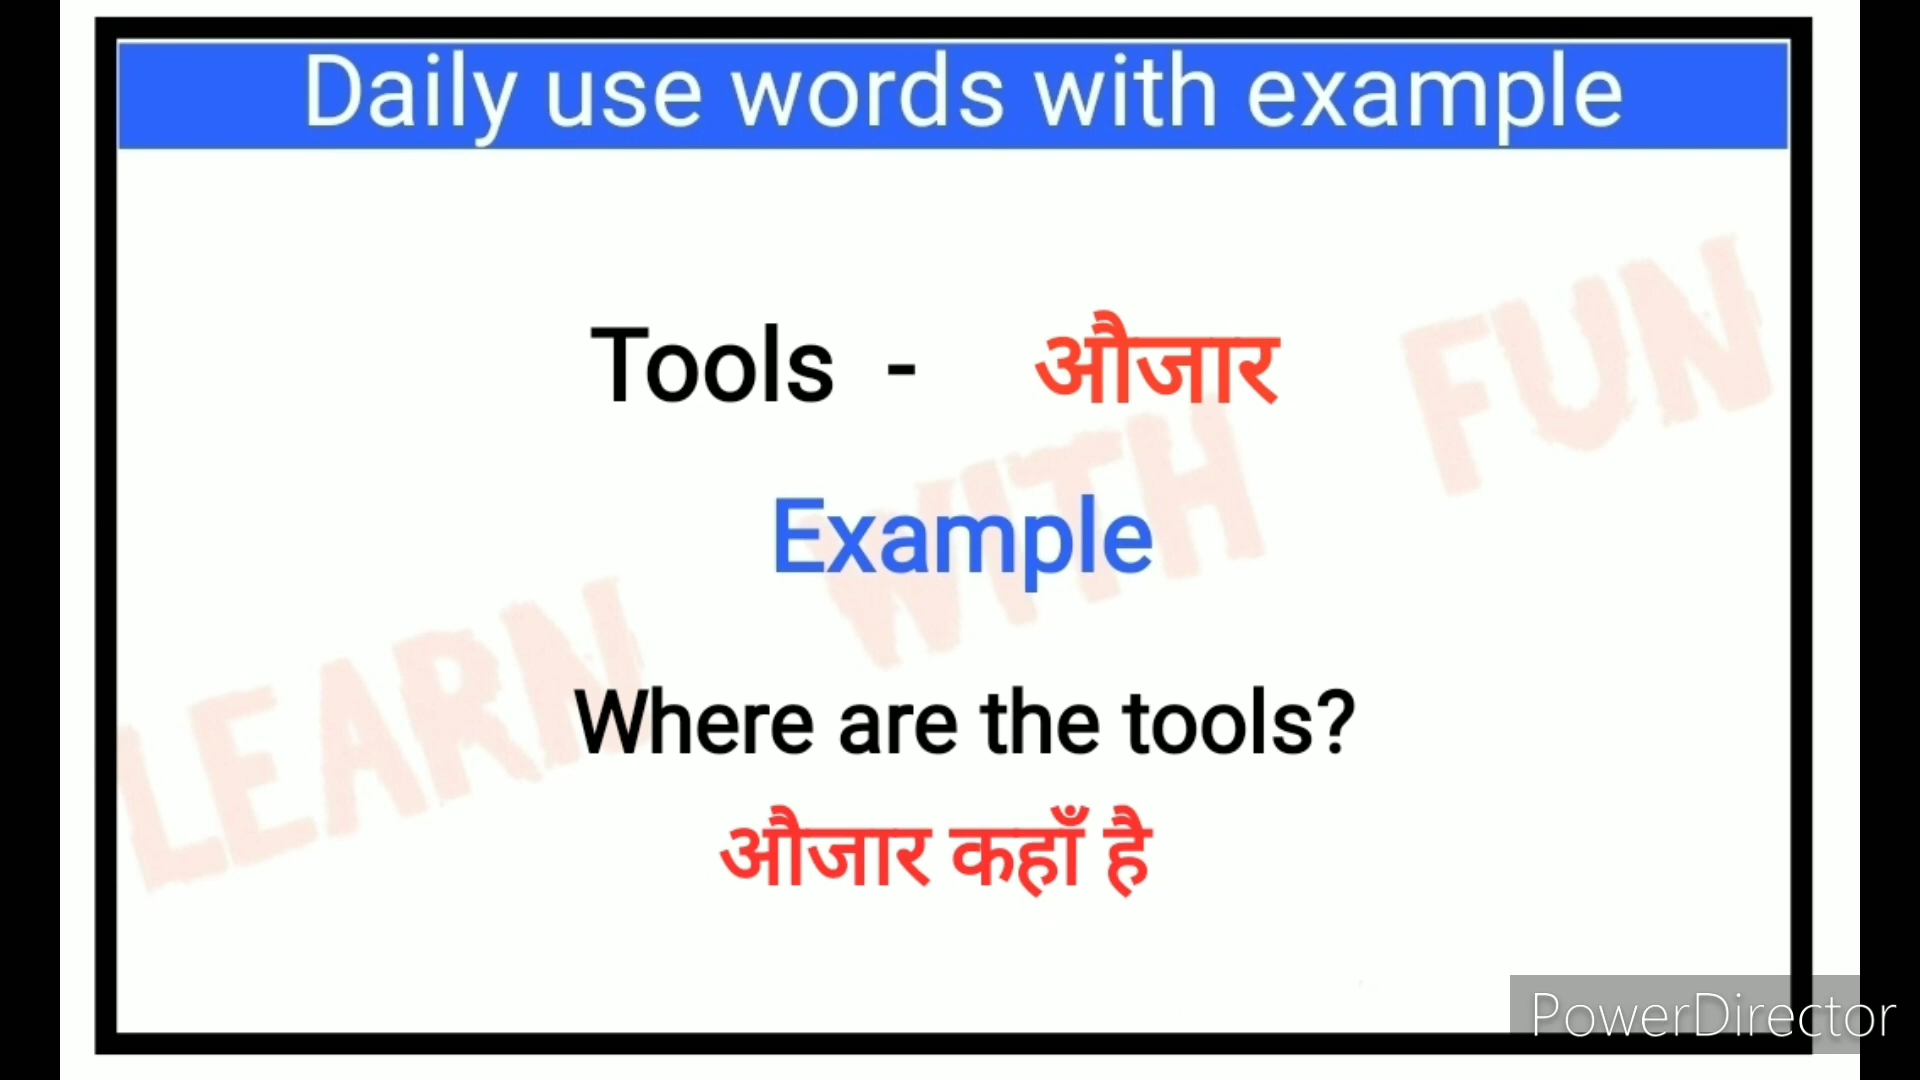 Daily use words with example
Tools - औजार
Example
Where are the tools?
औजार कहाँ है
LEARN WITH FUN
PowerDirector